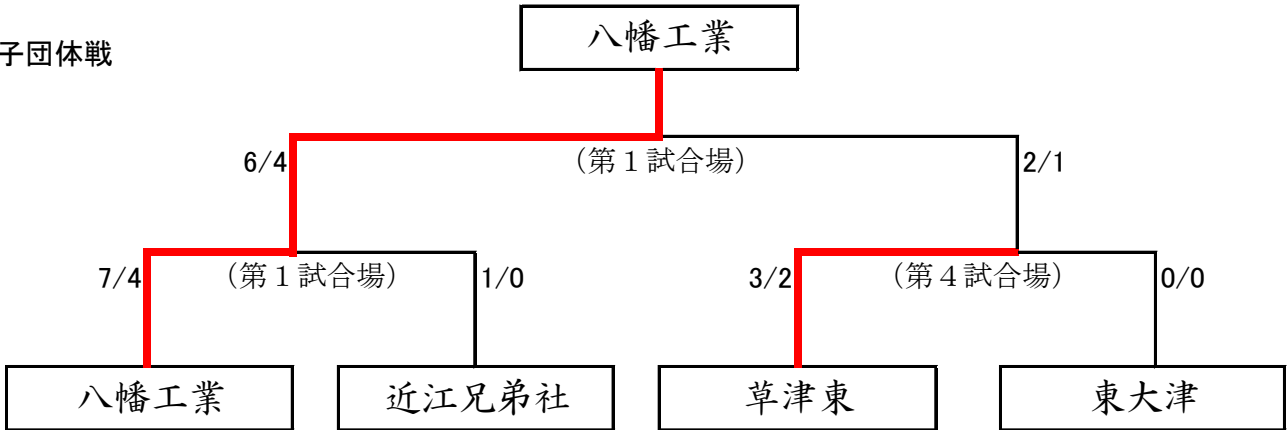 八幡工業
子団体戦
6/4 (第1試合場) 2/1
7/4 (第1試合場) 1/0 3/2 (第4試合場) 0/0
八幡工業 近江兄弟社 草津東 東大津